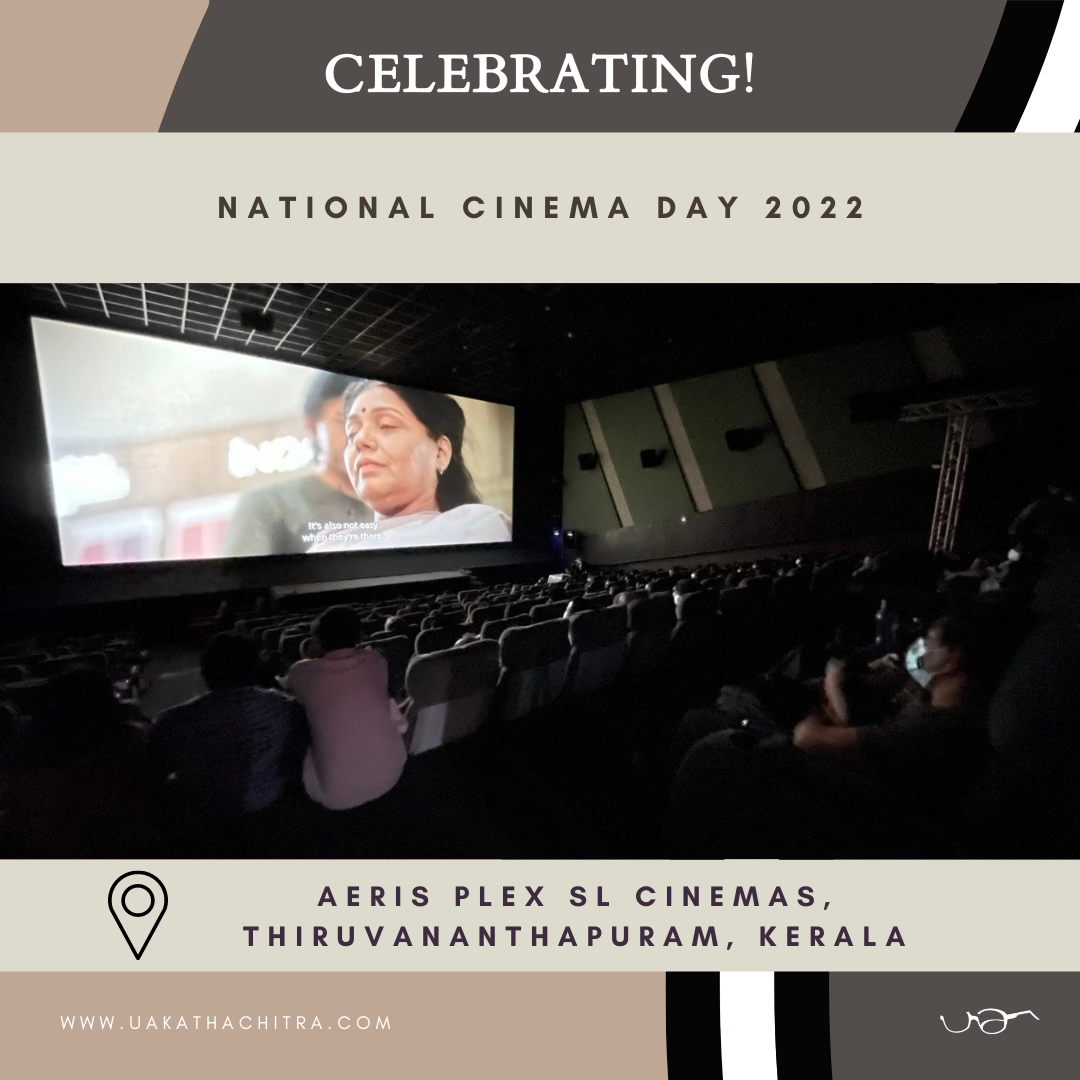 CELEBRATING!
NATIONAL CINEMA DAY 2022
It's also not easy
when they're there.
AERIS PLEX SL CINEMAS,
THIRUVANANTHAPURAM, KERALA
WWW.UAKATHACHITRA.COM